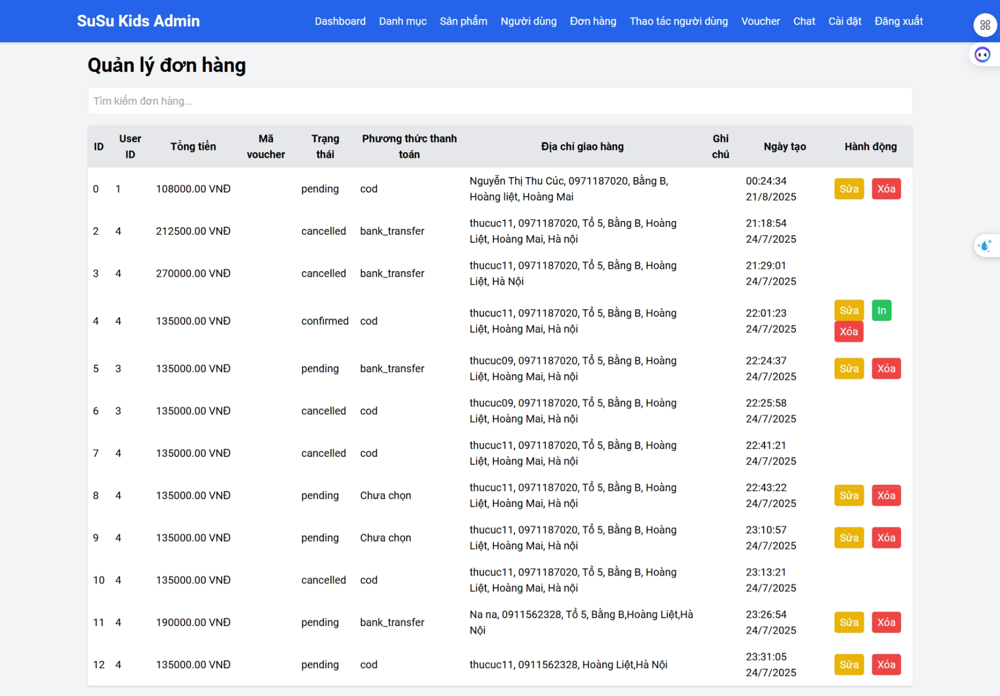 SuSu Kids Admin
Dashboard Danh mục Sản phẩm Người dùng Đơn hàng Thao tác người dùng Voucher Chat Cài đặt Đăng xuất
Quản lý đơn hàng
Tìm kiếm đơn hàng...
ID User ID Tổng tiền Mã voucher Trạng thái Phương thức thanh toán Địa chỉ giao hàng Ghi chú Ngày tạo Hành động
0 1 108000.00 VNĐ pending cod Nguyễn Thị Thu Cúc, 0971187020, Bằng B, Hoàng liệt, Hoàng Mai 00:24:34 21/8/2025 Sửa Xóa
2 4 212500.00 VNĐ cancelled bank_transfer thucuc11, 0971187020, Tổ 5, Bằng B, Hoàng Liệt, Hoàng Mai, Hà nội 21:18:54 24/7/2025
3 4 270000.00 VNĐ cancelled bank_transfer thucuc11, 0971187020, Tổ 5, Bằng B, Hoàng Liệt, Hà Nội 21:29:01 24/7/2025
4 4 135000.00 VNĐ confirmed cod thucuc11, 0971187020, Tổ 5, Bằng B, Hoàng Liệt, Hoàng Mai, Hà nội 22:01:23 24/7/2025 Sửa In Xóa
5 3 135000.00 VNĐ pending bank_transfer thucuc09, 0971187020, Tổ 5, Bằng B, Hoàng Liệt, Hoàng Mai, Hà nội 22:24:37 24/7/2025 Sửa Xóa
6 3 135000.00 VNĐ cancelled cod thucuc09, 0971187020, Tổ 5, Bằng B, Hoàng Liệt, Hoàng Mai, Hà nội 22:25:58 24/7/2025
7 4 135000.00 VNĐ cancelled cod thucuc11, 0971187020, Tổ 5, Bằng B, Hoàng Liệt, Hoàng Mai, Hà nội 22:41:21 24/7/2025
8 4 135000.00 VNĐ pending Chưa chọn thucuc11, 0971187020, Tổ 5, Bằng B, Hoàng Liệt, Hoàng Mai, Hà nội 22:43:22 24/7/2025 Sửa Xóa
9 4 135000.00 VNĐ pending Chưa chọn thucuc11, 0971187020, Tổ 5, Bằng B, Hoàng Liệt, Hoàng Mai, Hà nội 23:10:57 24/7/2025 Sửa Xóa
10 4 135000.00 VNĐ cancelled cod thucuc11, 0971187020, Tổ 5, Bằng B, Hoàng Liệt, Hoàng Mai, Hà nội 23:13:21 24/7/2025
11 4 190000.00 VNĐ pending bank_transfer Na na, 0911562328, Tổ 5, Bằng B,Hoàng Liệt,Hà Nội 23:26:54 24/7/2025 Sửa Xóa
12 4 135000.00 VNĐ pending cod thucuc11, 0911562328, Hoàng Liệt,Hà Nội 23:31:05 24/7/2025 Sửa Xóa